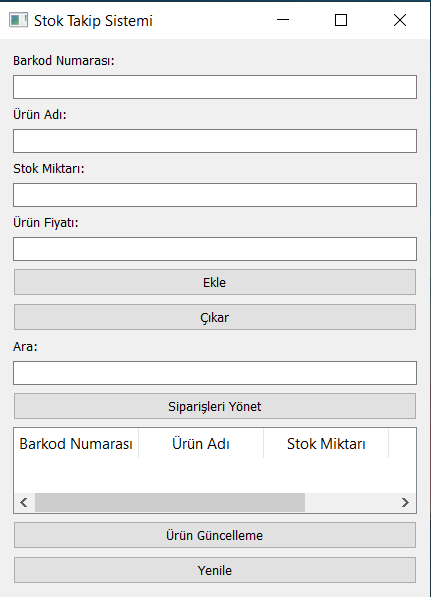 Stok Takip Sistemi
Barkod Numarası:
Ürün Adı:
Stok Miktarı:
Ürün Fiyatı:
Ekle
Çıkar
Ara:
Siparişleri Yönet
Barkod Numarası Ürün Adı Stok Miktarı
Ürün Güncelleme
Yenile